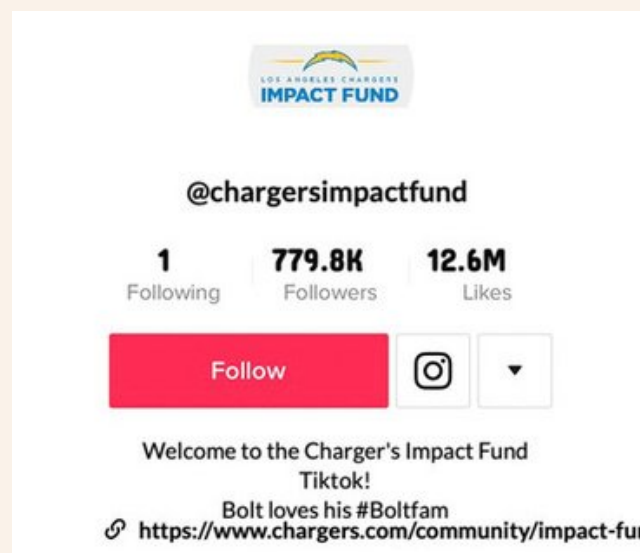 LOS ANGELES CHARGERS
IMPACT FUND
@chargersimpactfund
1 779.8K 12.6M
Following Followers Likes
Follow
Welcome to the Charger's Impact Fund
Tiktok!
Bolt loves his #Boltfam
https://www.chargers.com/community/impact-fu